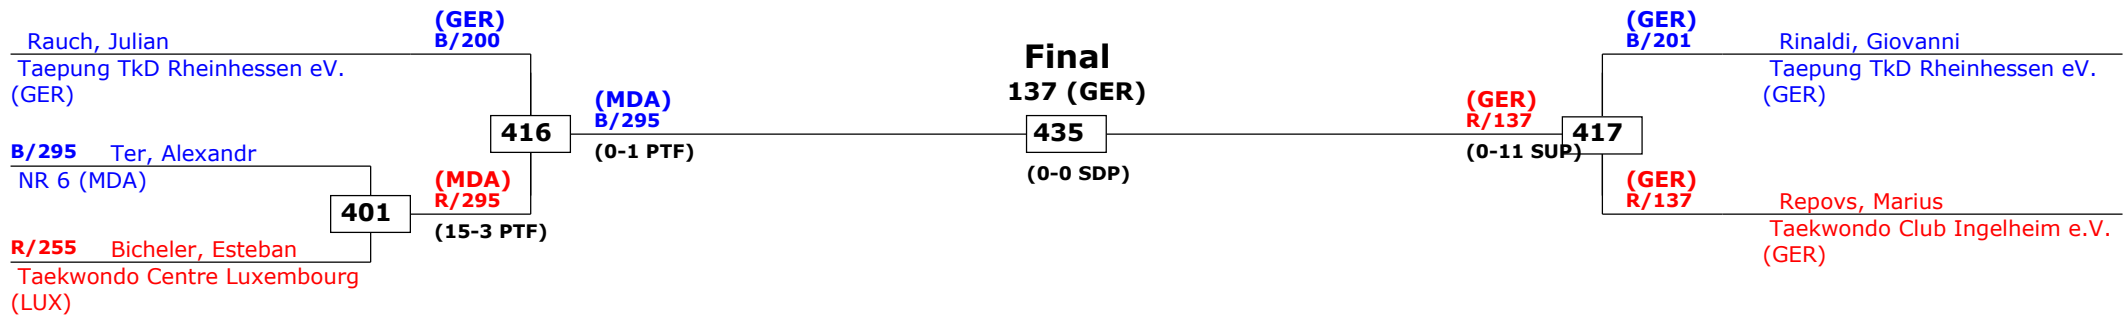 (GER)
B/200
Rauch, Julian
Taepung TkD Rheinhessen eV.
(GER)
416
(MDA)
B/295
(0-1 PTF)
B/295 Ter, Alexandr
NR 6 (MDA)
401
(MDA)
R/295
(15-3 PTF)
R/255 Bicheler, Esteban
Taekwondo Centre Luxembourg
(LUX)
Final
137 (GER)
435
(0-0 SDP)
(GER)
R/137
(0-11 SUP)
417
(GER)
B/201
Rinaldi, Giovanni
Taepung TkD Rheinhessen eV.
(GER)
(GER)
R/137
Repovs, Marius
Taekwondo Club Ingelheim e.V.
(GER)